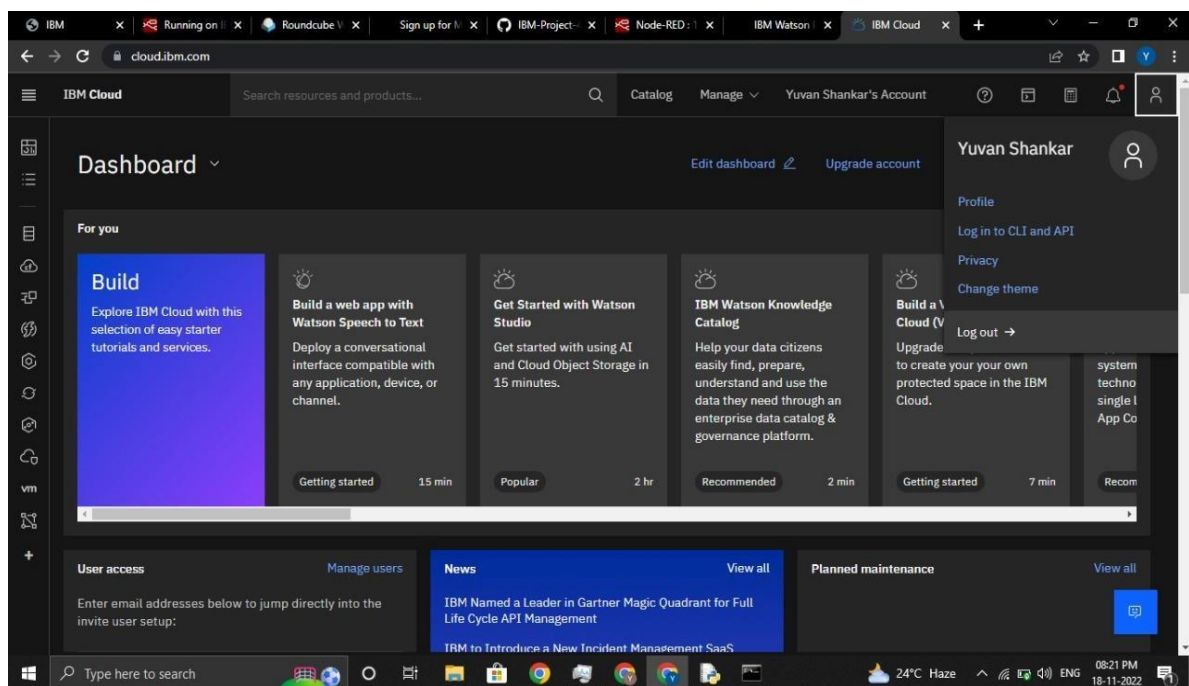 IBM
Running on I
Roundcube W
Sign up for
IBM-Project-
Node-RED : 1
IBM Watson
IBM Cloud
cloud.ibm.com
Y
IBM Cloud
Search resources and products...
Catalog
Manage
Yuvan Shankar's Account
Dashboard
Edit dashboard
Upgrade account
Yuvan Shankar
Profile
Log in to CLI and API
Privacy
Change theme
Log out →
For you
Build
Explore IBM Cloud with this
selection of easy starter
tutorials and services.
Build a web app with
Watson Speech to Text
Deploy a conversational
interface compatible with
any application, device, or
channel.
Getting started
15 min
Get Started with Watson
Studio
Get started with using AI
and Cloud Object Storage in
15 minutes.
Popular
2 hr
IBM Watson Knowledge
Catalog
Help your data citizens
easily find, prepare,
understand and use the
data they need through an
enterprise data catalog &
governance platform.
Recommended
2 min
Build a V
Cloud (V
Upgrade
to create your your own
protected space in the IBM
Cloud.
Getting started
7 min
system
techno
single l
App Co
Recom
vm
User access
Manage users
Enter email addresses below to jump directly into the
invite user setup:
News
View all
IBM Named a Leader in Gartner Magic Quadrant for Full
Life Cycle API Management
IBM to Introduce a New Incident Management SaaS
Planned maintenance
View all
Type here to search
24°C Haze
ENG
08:21 PM
18-11-2022